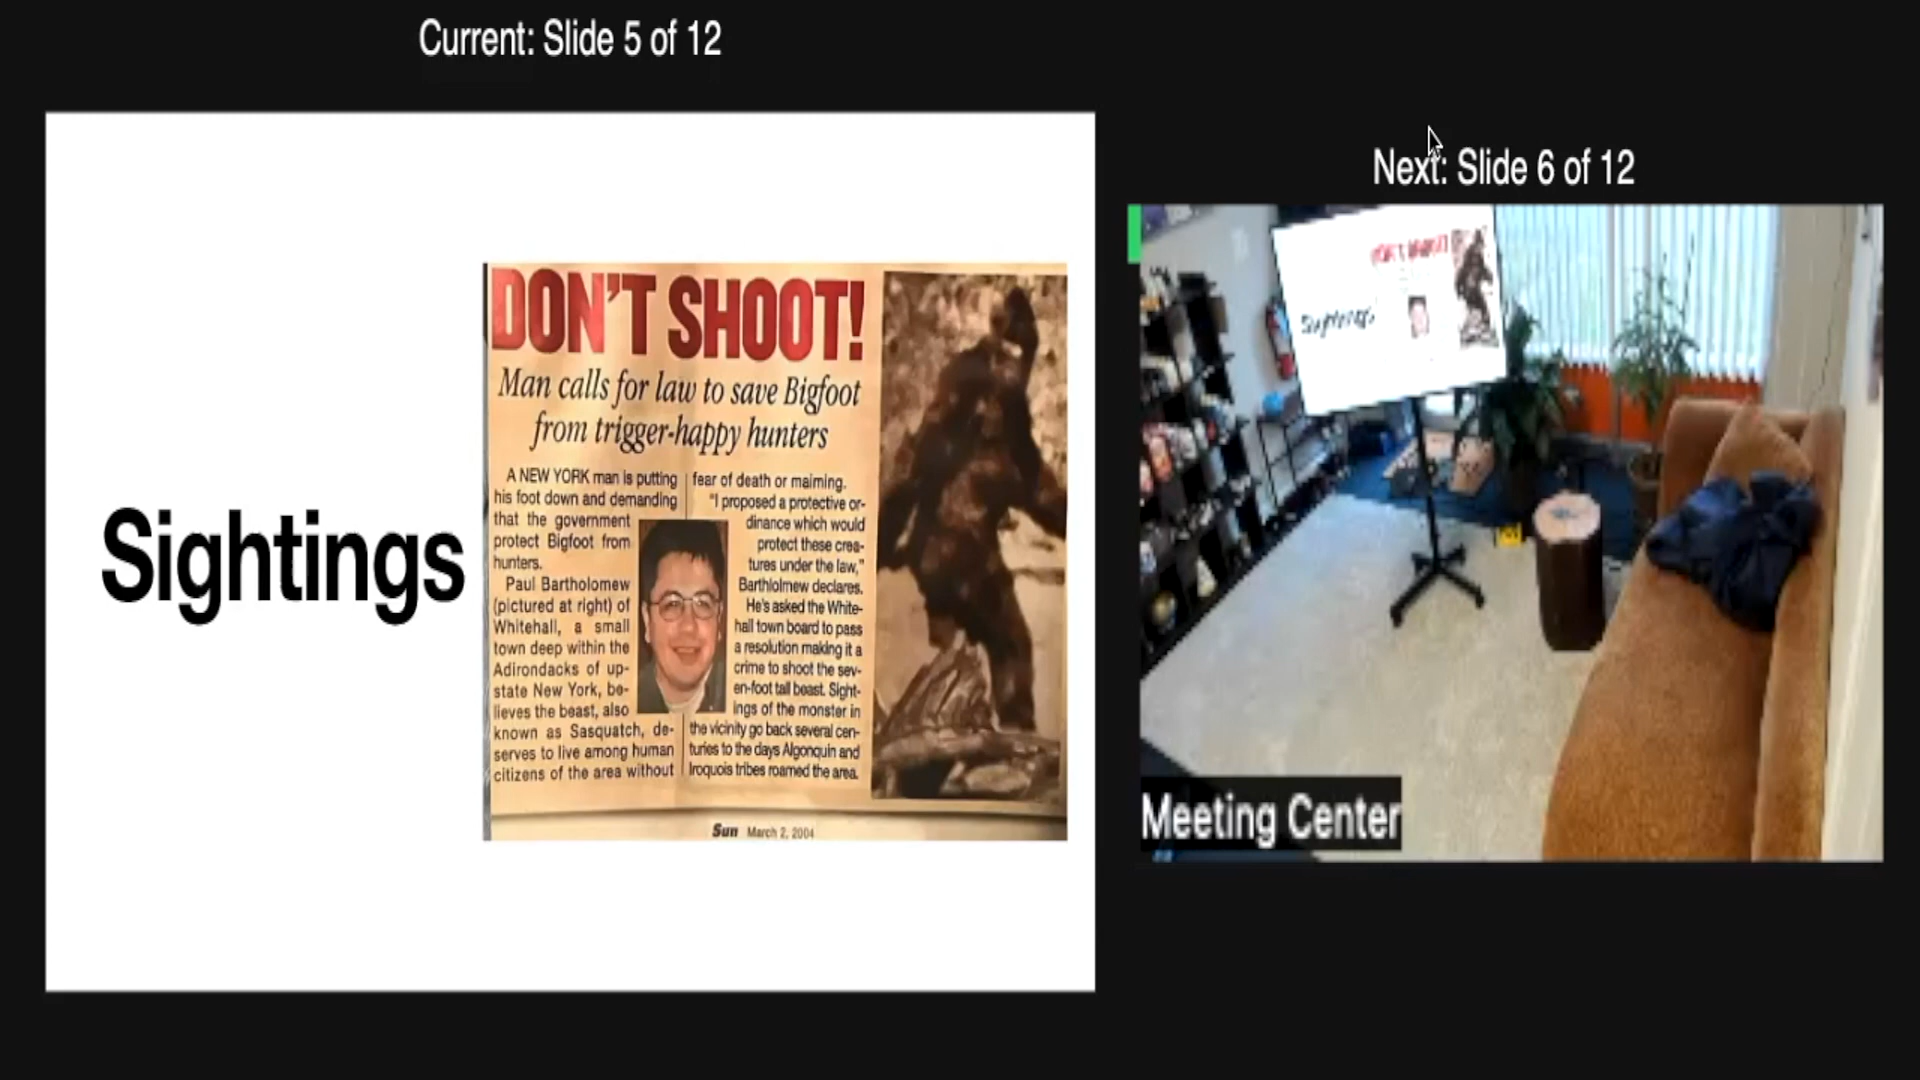 Current: Slide 5 of 12
Next: Slide 6 of 12
Sightings
DON'T SHOOT!
Man calls for law to save Bigfoot
from trigger-happy hunters
A NEW YORK man is putting
his foot down and demanding
that the government
protect Bigfoot from
hunters.
Paul Bartholomew
(pictured at right) of
Whitehall, a small
town deep within the
Adirondacks of up-
state New York, be-
lieves the beast, also
known as Sasquatch, de-
serves to live among human
citizens of the area without
fear of death or maiming.
"I proposed a protective or-
dinance which would
protect these crea-
tures under the law,"
Barthlolmew declares.
He's asked the White-
hall town board to pass
a resolution making it a
crime to shoot the sev-
en-foot tall beast. Sight-
ings of the monster in
the vicinity go back several cen-
turies to the days Algonquin and
Iroquois tribes roamed the area.
Sun March 2, 2004
DON'T SHOOT!
Sightings
Meeting Center